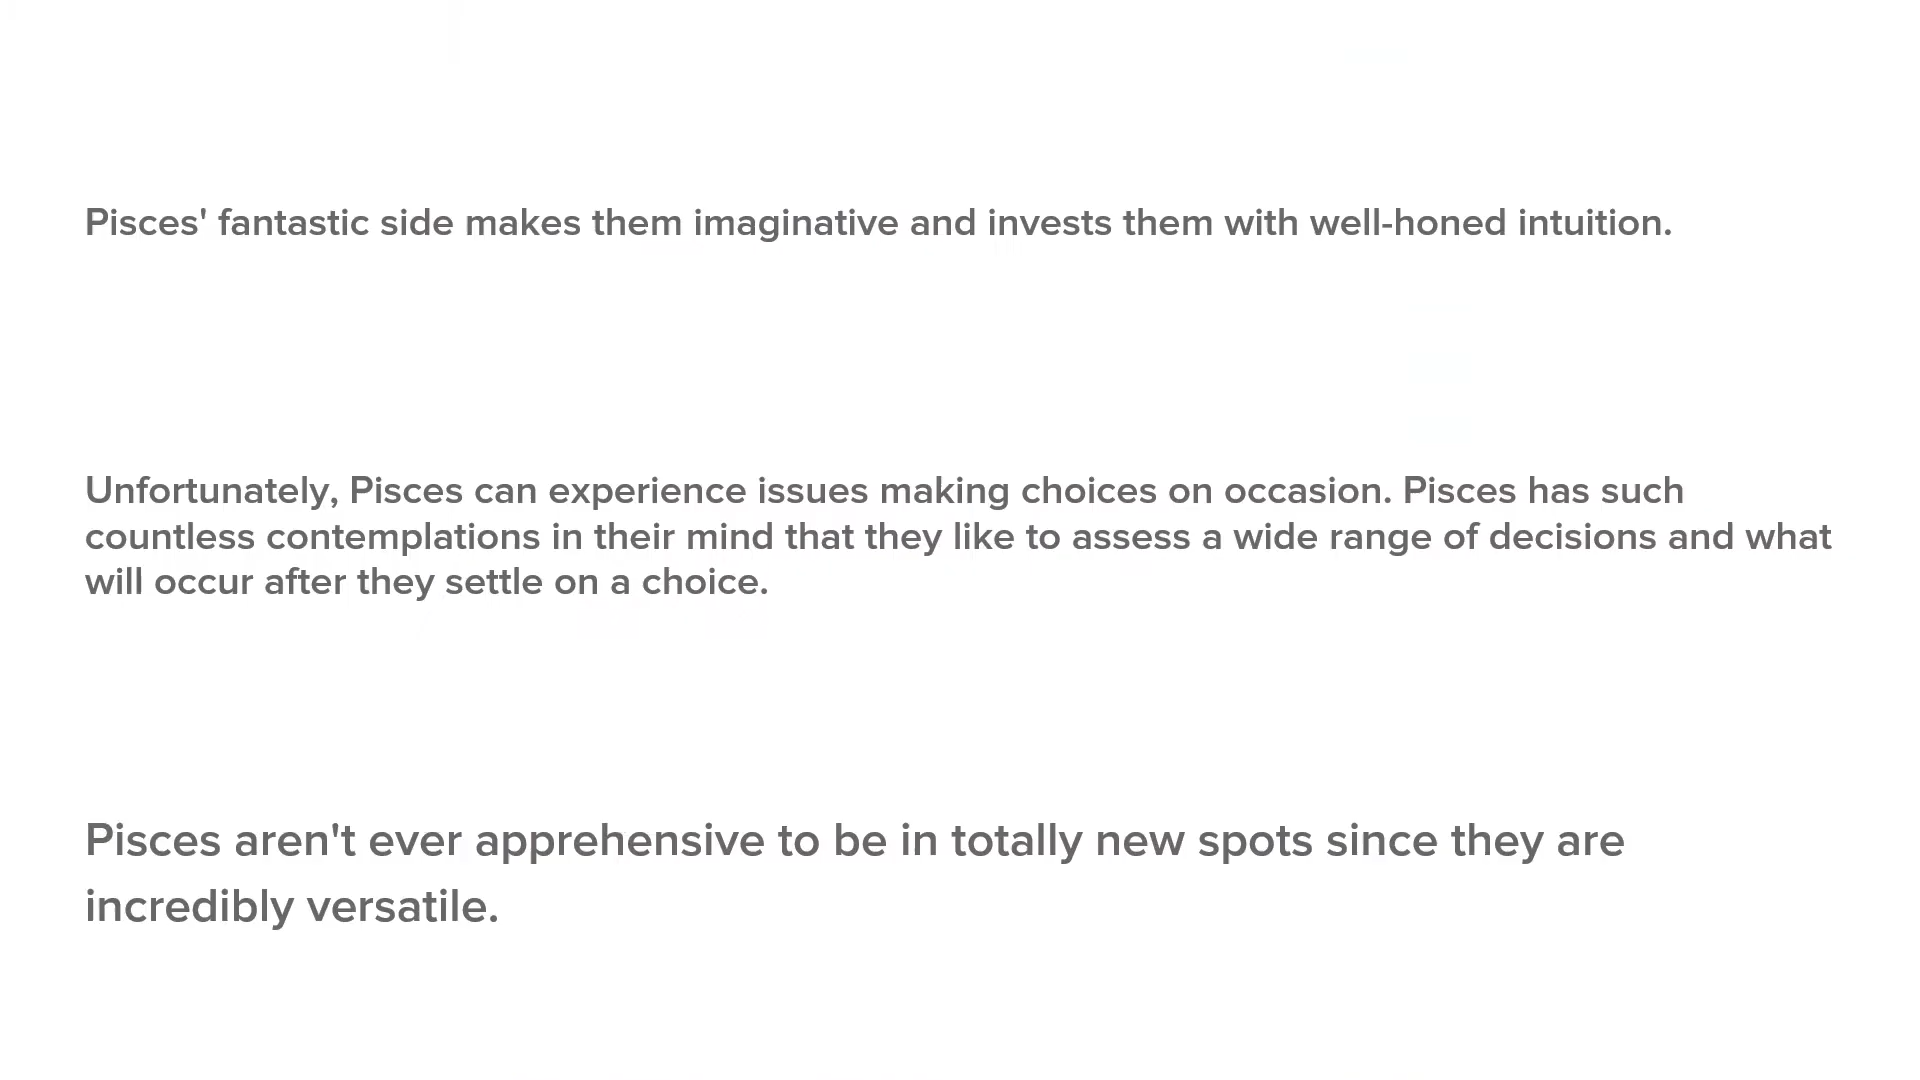 Pisces' fantastic side makes them imaginative and invests them with well-honed intuition.
Unfortunately, Pisces can experience issues making choices on occasion. Pisces has such
countless contemplations in their mind that they like to assess a wide range of decisions and what
will occur after they settle on a choice.
Pisces aren't ever apprehensive to be in totally new spots since they are
incredibly versatile.